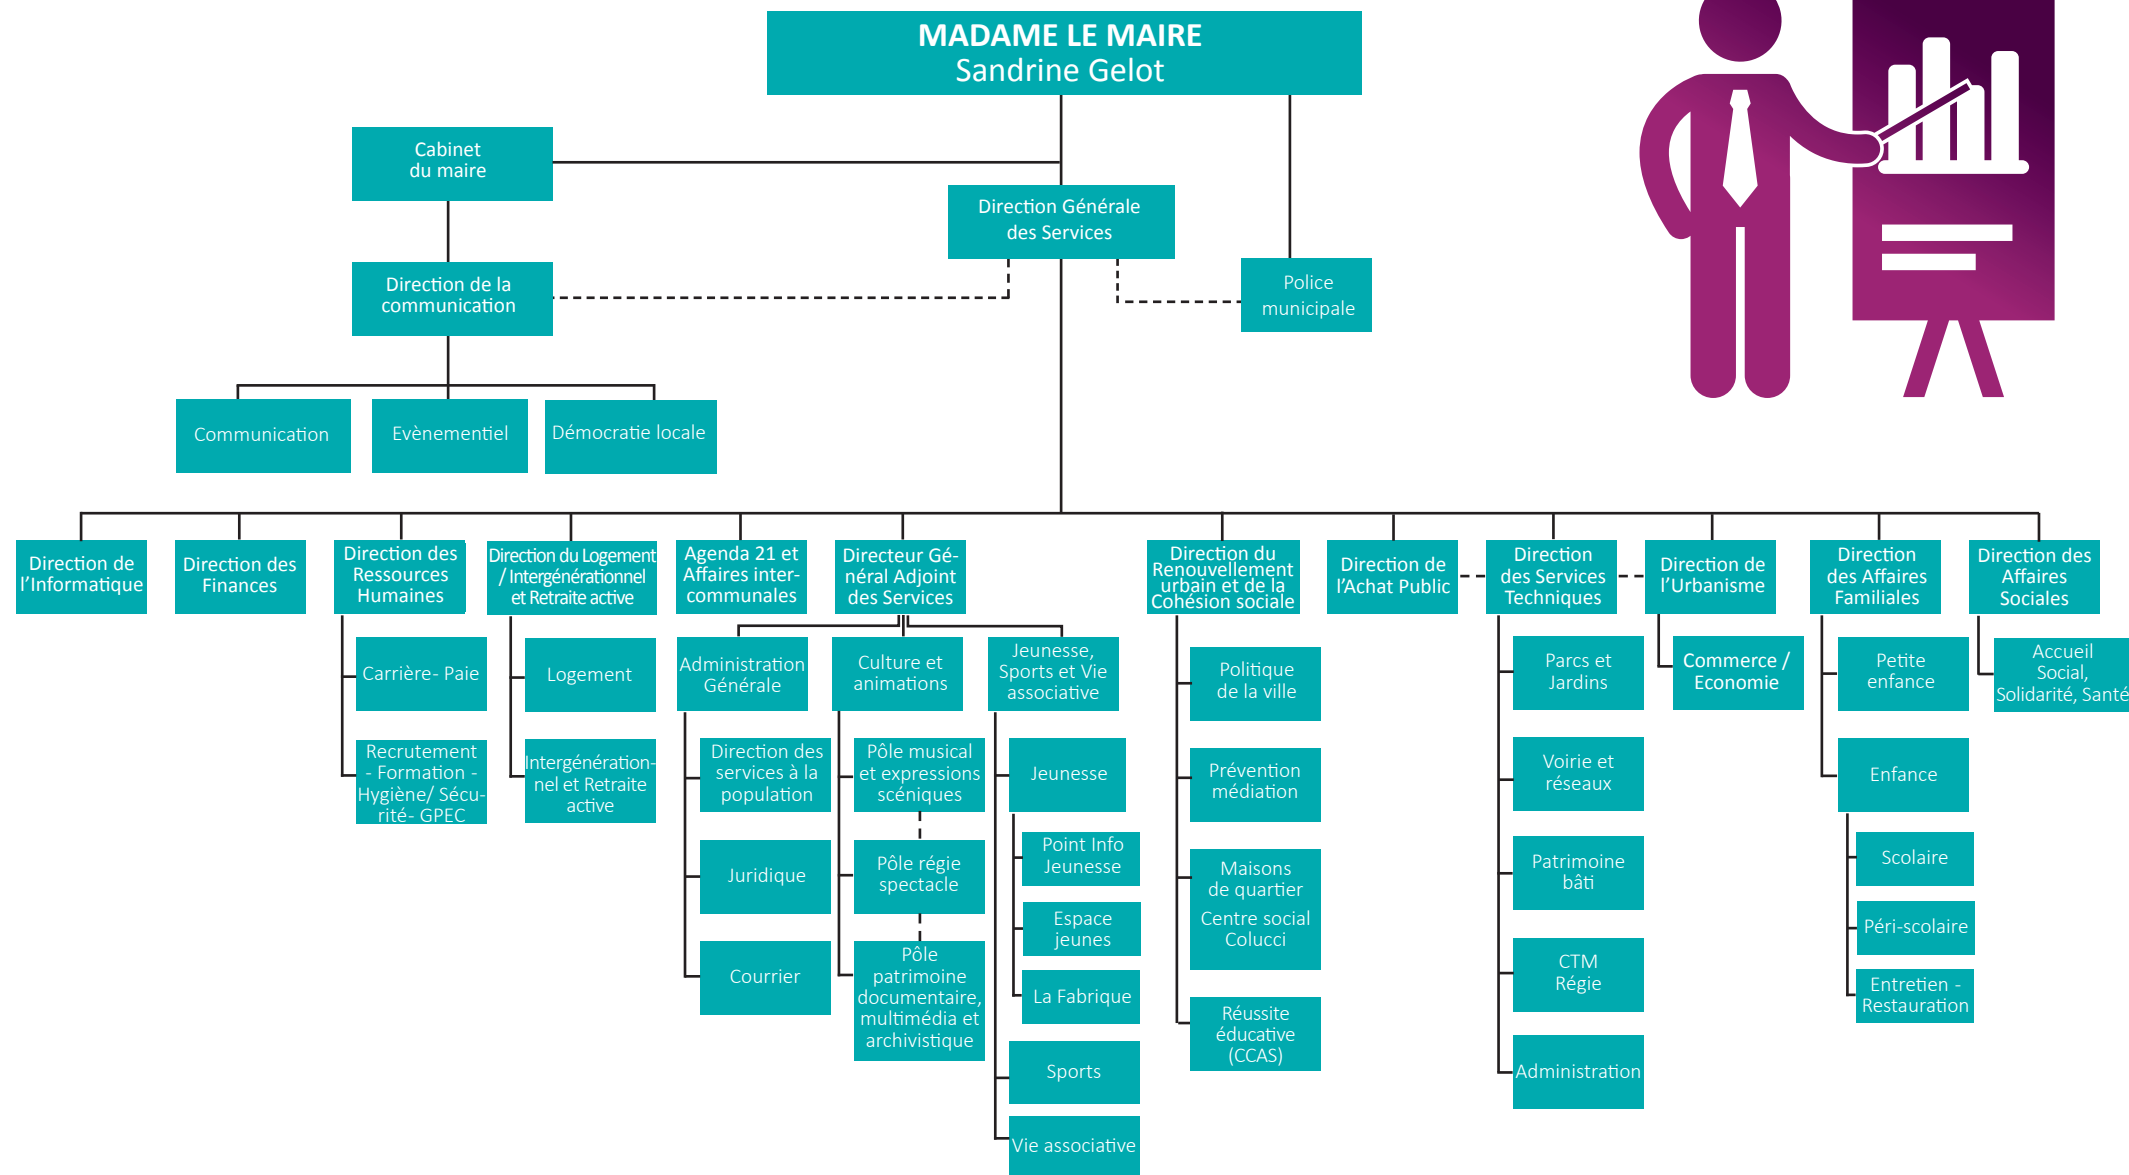 MADAME LE MAIRE
Sandrine Gelot
Cabinet
du maire
Direction Générale
des Services
Direction de la
communication
Police
municipale
Communication
Evènementiel
Démocratie locale
Direction de
l'Informatique
Direction des
Finances
Direction des
Ressources
Humaines
Direction du Logement
/ Intergénérationnel
et Retraite active
Agenda 21 et
Affaires inter-
communales
Directeur Gé-
néral Adjoint
des Services
Direction du
Renouvellement
urbain et de la
Cohésion sociale
Direction de
l'Achat Public
Direction
des Services
Techniques
Direction de
l'Urbanisme
Direction
des Affaires
Familiales
Direction des
Affaires
Sociales
Carrière- Paie
Recrutement
- Formation -
Hygiène/ Sécu-
rité- GPEC
Logement
Intergénération-
nel et Retraite
active
Administration
Générale
Direction des
services à la
population
Juridique
Courrier
Culture et
animations
Pôle musical
et expressions
scéniques
Pôle régie
spectacle
Pôle
patrimoine
documentaire,
multimédia et
archivistique
Jeunesse,
Sports et Vie
associative
Jeunesse
Point Info
Jeunesse
Espace
jeunes
La Fabrique
Sports
Vie associative
Politique
de la ville
Prévention
médiation
Maisons
de quartier
Centre social
Colucci
Réussite
éducative
(CCAS)
Parcs et
Jardins
Voirie et
réseaux
Patrimoine
bâti
CTM
Régie
Administration
Commerce /
Economie
Petite
enfance
Enfance
Scolaire
Péri-scolaire
Entretien -
Restauration
Accueil
Social,
Solidarité, Santé